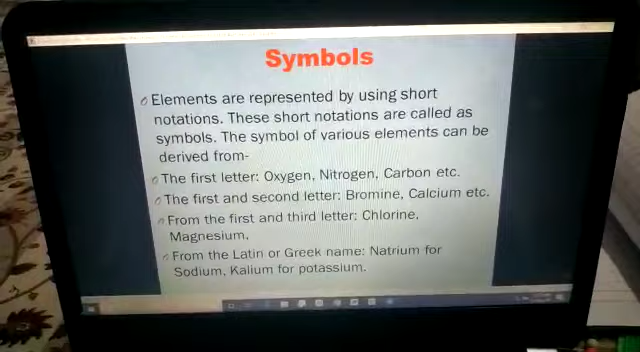 Symbols
Elements are represented by using short
notations. These short notations are called as
symbols. The symbol of various elements can be
derived from-
The first letter: Oxygen, Nitrogen, Carbon etc.
The first and second letter: Bromine, Calcium etc.
From the first and third letter: Chlorine,
Magnesium.
From the Latin or Greek name: Natrium for
Sodium, Kalium for potassium.